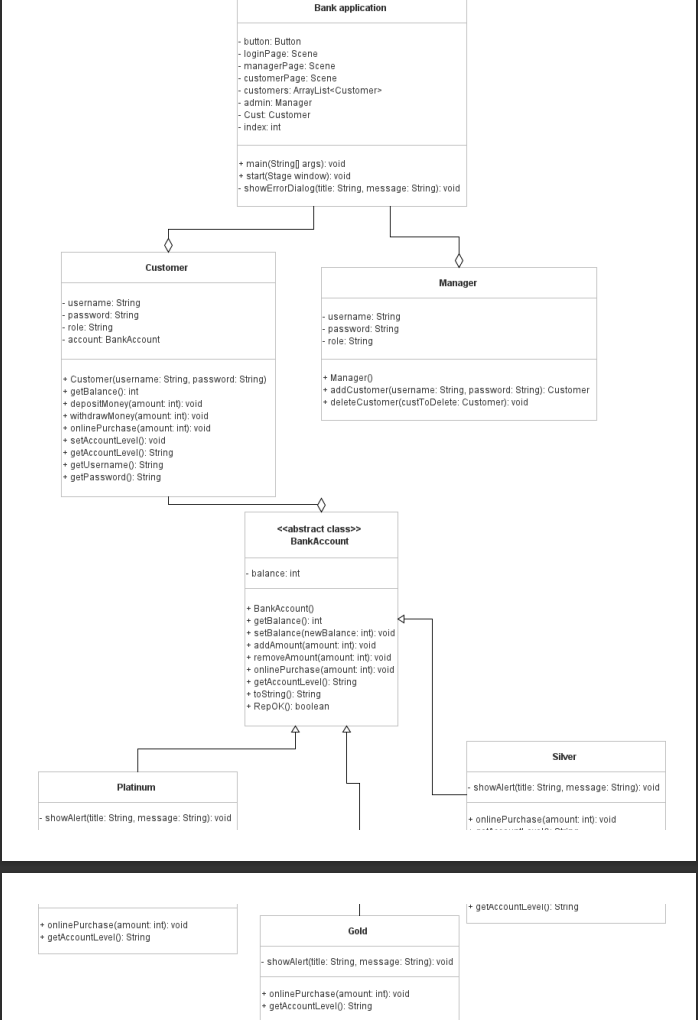 Bank application
- button: Button
- loginPage: Scene
- managerPage: Scene
- customerPage: Scene
- customers: ArrayList<Customer>
- admin: Manager
- Cust: Customer
- index: int
+ main(String[] args): void
+ start(Stage window): void
- showErrorDialog(title: String, message: String): void
Customer
- username: String
- password: String
- role: String
- account: BankAccount
+ Customer(username: String, password: String)
+ getBalance(): int
+ depositMoney(amount: int): void
+ withdrawMoney(amount: int): void
+ onlinePurchase(amount: int): void
+ setAccountLevel(): void
+ getAccountLevel(): String
+ getUsername(): String
+ getPassword(): String
Manager
- username: String
- password: String
- role: String
+ Manager()
+ addCustomer(username: String, password: String): Customer
+ deleteCustomer(custToDelete: Customer): void
<<abstract class>>
BankAccount
- balance: int
+ BankAccount()
+ getBalance(): int
+ setBalance(newBalance: int): void
+ addAmount(amount: int): void
+ removeAmount(amount: int): void
+ onlinePurchase(amount: int): void
+ getAccountLevel(): String
+ toString(): String
+ RepOK(): boolean
Platinum
- showAlert(title: String, message: String): void
Silver
- showAlert(title: String, message: String): void
+ onlinePurchase(amount: int): void
+ getAccountLevel(): String
+ onlinePurchase(amount: int): void
+ getAccountLevel(): String
+ getAccountLevel(): String
Gold
- showAlert(title: String, message: String): void
+ onlinePurchase(amount: int): void
+ getAccountLevel(): String